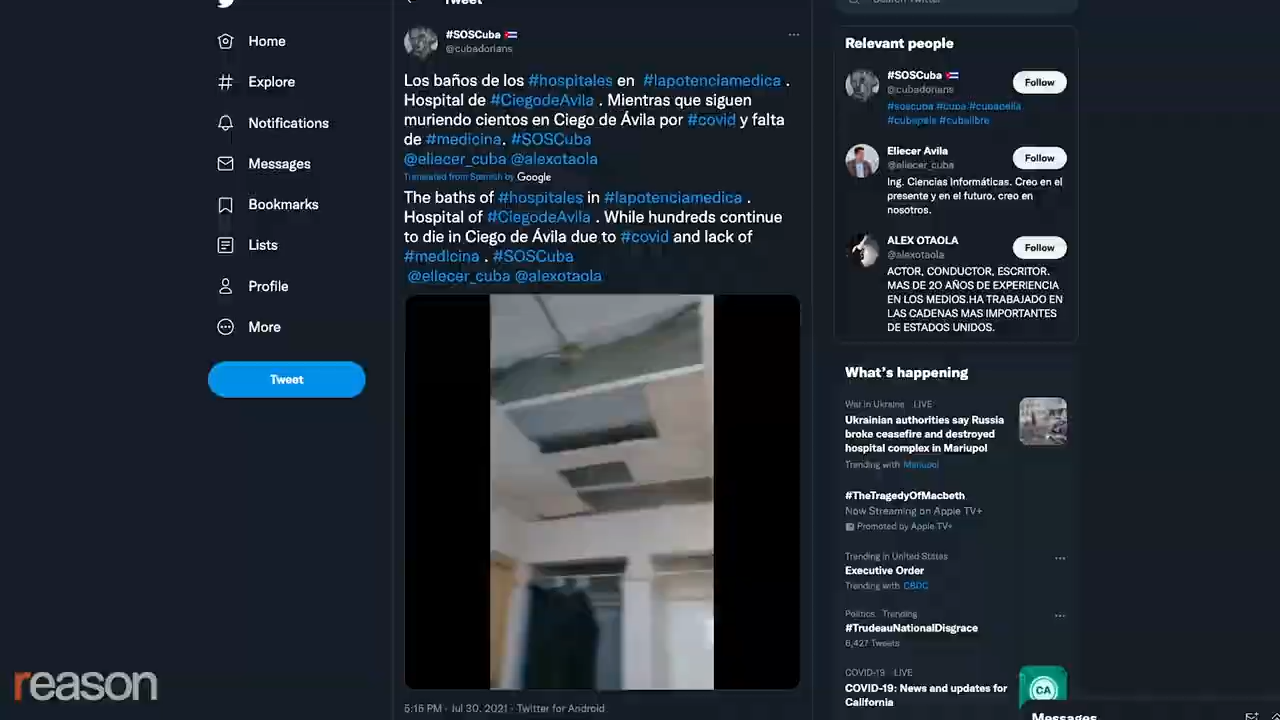 Tweet
Home
Explore
Notifications
Messages
Bookmarks
Lists
Profile
More
Tweet
#SOSCuba
@cubadorians
Los baños de los #hospitales en #lapotenciamedica .
Hospital de #CiegodeAvila . Mientras que siguen
muriendo cientos en Ciego de Ávila por #covid y falta
de #medicina. #SOSCuba
@eliecer_cuba @alexotaola
Translated from Spanish by Google
The baths of #hospitales in #lapotenciamedica .
Hospital of #CiegodeAvila . While hundreds continue
to die in Ciego de Ávila due to #covid and lack of
#medicina . #SOSCuba
@eliecer_cuba @alexotaola
5:15 PM · Jul 30, 2021 · Twitter for Android
Search Twitter
Relevant people
#SOSCuba
@cubadorians
Follow
#soscuba #cuba #cubabella
#cubapais #cubalibre
Eliecer Avila
@eliecer_cuba
Follow
Ing. Ciencias Informáticas. Creo en el
presente y en el futuro, creo en
nosotros.
ALEX OTAOLA
@alexotaola
Follow
ACTOR, CONDUCTOR, ESCRITOR.
MAS DE 20 AÑOS DE EXPERIENCIA
EN LOS MEDIOS.HA TRABAJADO EN
LAS CADENAS MAS IMPORTANTES
DE ESTADOS UNIDOS.
What's happening
War in Ukraine · LIVE
Ukrainian authorities say Russia
broke ceasefire and destroyed
hospital complex in Mariupol
Trending with Mariupol
#TheTragedyOfMacbeth
Now Streaming on Apple TV+
Promoted by Apple TV+
Trending in United States
Executive Order
Trending with CBDC
Politics · Trending
#TrudeauNationalDisgrace
6,427 Tweets
COVID-19 · LIVE
COVID-19: News and updates for
California
CA
Messages
reason